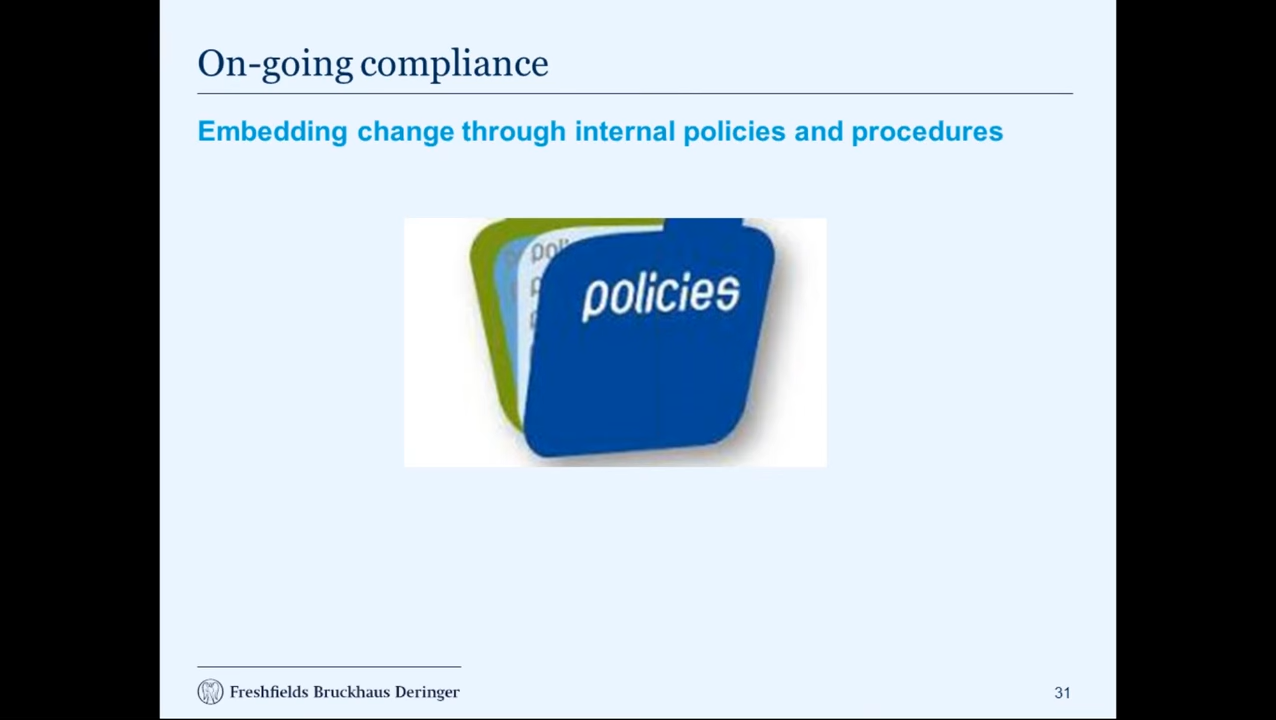 On-going compliance
Embedding change through internal policies and procedures
policies
Freshfields Bruckhaus Deringer
31